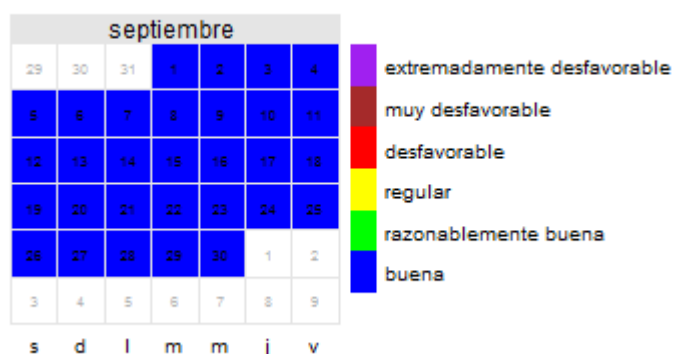 septiembre
29 30 31 1 2 3 4
5 6 7 8 9 10 11
12 13 14 15 16 17 18
19 20 21 22 23 24 25
26 27 28 29 30 1 2
3 4 5 6 7 8 9
s d l m m j v
extremadamente desfavorable
muy desfavorable
desfavorable
regular
razonablemente buena
buena